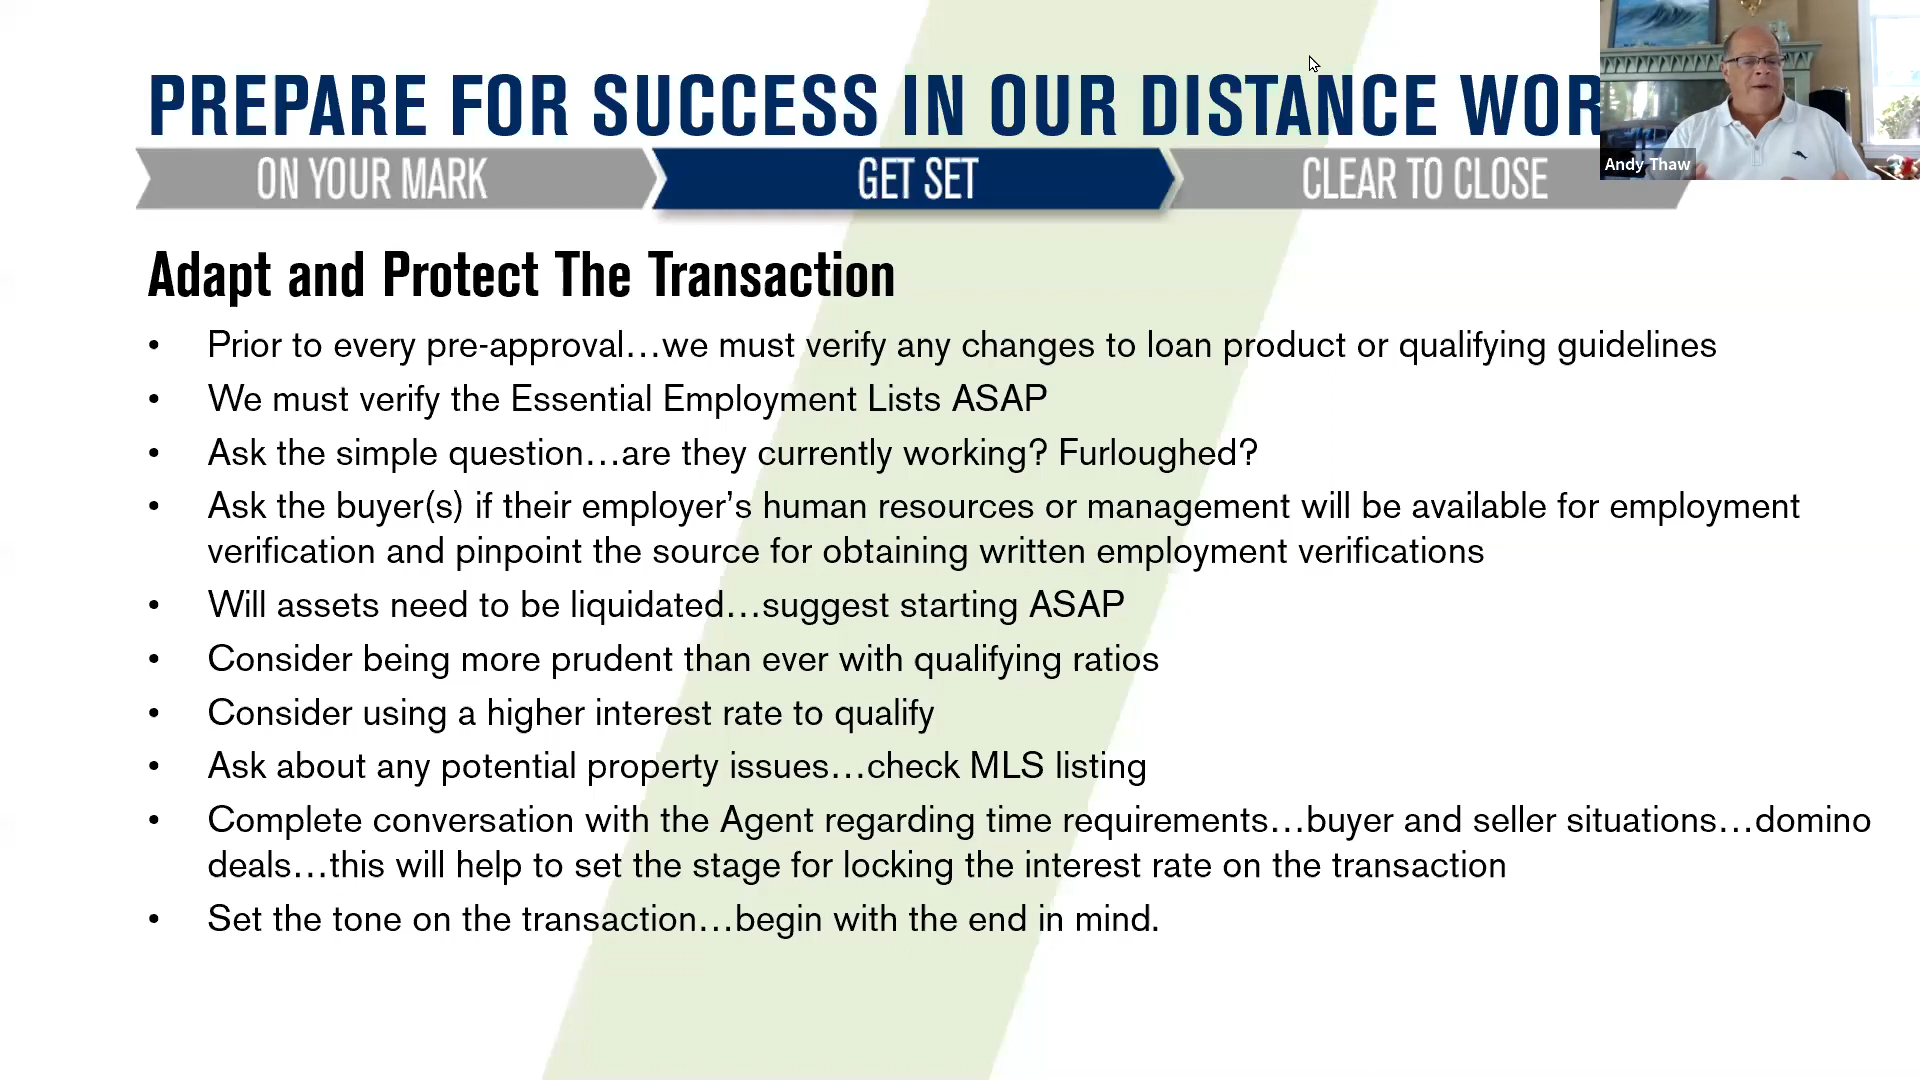 PREPARE FOR SUCCESS IN OUR DISTANCE
Andy Thaw
ON YOUR MARK
GET SET
CLEAR TO CLOSE
Adapt and Protect The Transaction
• Prior to every pre-approval…we must verify any changes to loan product or qualifying guidelines
• We must verify the Essential Employment Lists ASAP
• Ask the simple question…are they currently working? Furloughed?
• Ask the buyer(s) if their employer’s human resources or management will be available for employment
verification and pinpoint the source for obtaining written employment verifications
• Will assets need to be liquidated…suggest starting ASAP
• Consider being more prudent than ever with qualifying ratios
• Consider using a higher interest rate to qualify
• Ask about any potential property issues…check MLS listing
• Complete conversation with the Agent regarding time requirements…buyer and seller situations…domino
deals…this will help to set the stage for locking the interest rate on the transaction
• Set the tone on the transaction…begin with the end in mind.